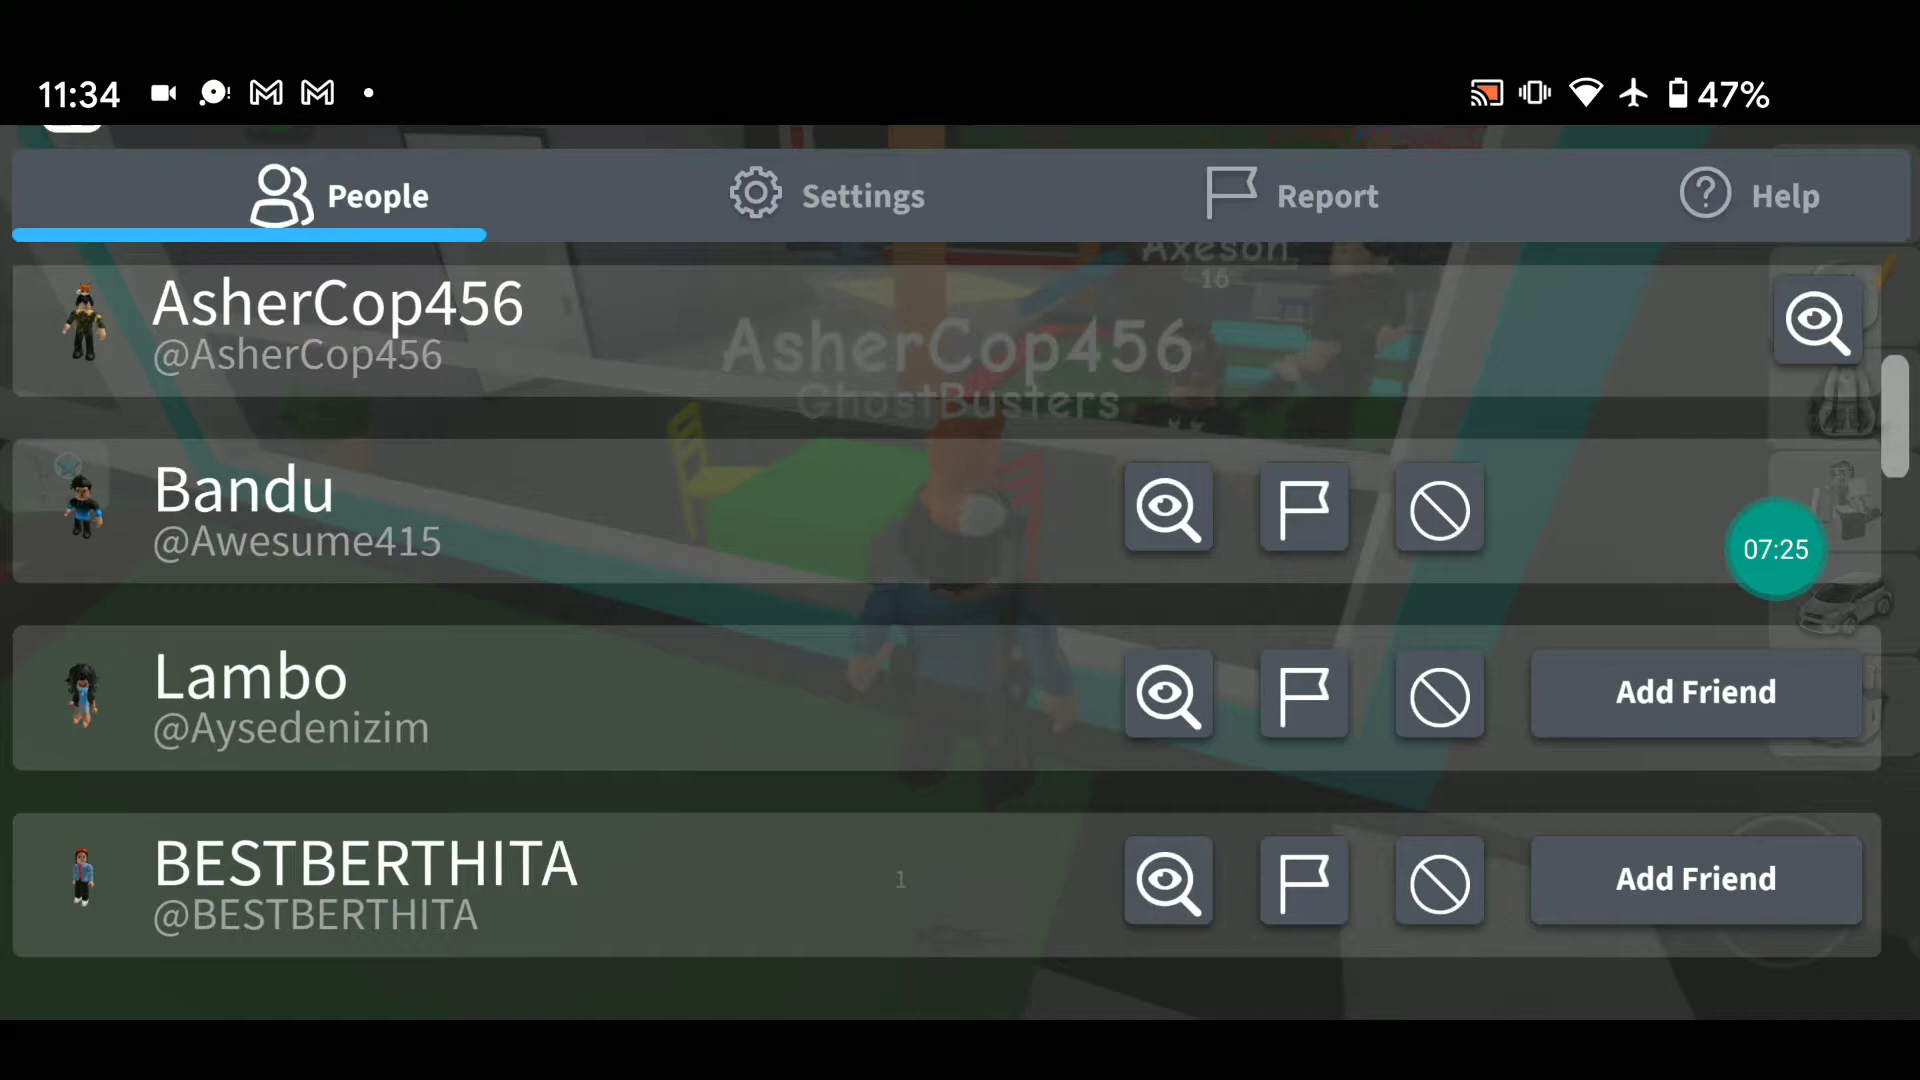 11:34 47%
People Settings Report Help
Axeson
16
AsherCop456
@AsherCop456
AsherCop456
GhostBusters
Bandu
@Awesume415
07:25
Lambo
@Aysedenizim
Add Friend
BESTBERTHITA
@BESTBERTHITA
1
Add Friend